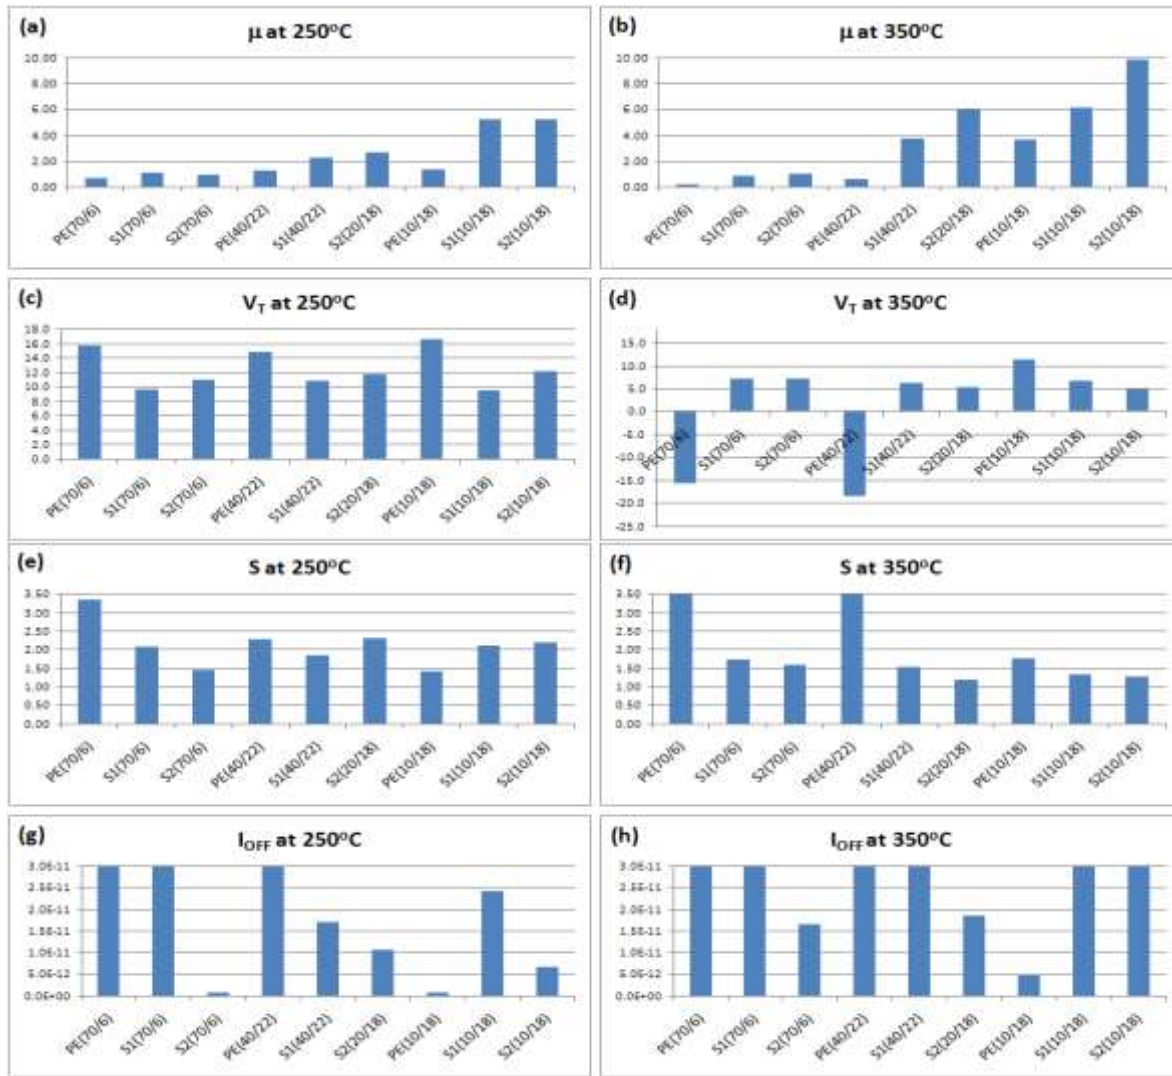 (a)
μ at 250°C
10.00
8.00
6.00
4.00
2.00
0.00
PE(70/6)
S1(70/6)
S2(70/6)
PE(40/22)
S1(40/22)
S2(20/18)
PE(10/18)
S1(10/18)
S2(10/18)
(b)
μ at 350°C
10.00
8.00
6.00
4.00
2.00
0.00
PE(70/6)
S1(70/6)
S2(70/6)
PE(40/22)
S1(40/22)
S2(20/18)
PE(10/18)
S1(10/18)
S2(10/18)
(c)
VT at 250°C
18.0
16.0
14.0
12.0
10.0
8.0
6.0
4.0
2.0
0.0
PE(70/6)
S1(70/6)
S2(70/6)
PE(40/22)
S1(40/22)
S2(20/18)
PE(10/18)
S1(10/18)
S2(10/18)
(d)
VT at 350°C
15.0
10.0
5.0
0.0
-5.0
-10.0
-15.0
-20.0
-25.0
PE(70/6)
S1(70/6)
S2(70/6)
PE(40/22)
S1(40/22)
S2(20/18)
PE(10/18)
S1(10/18)
S2(10/18)
(e)
S at 250°C
3.50
3.00
2.50
2.00
1.50
1.00
0.50
0.00
PE(70/6)
S1(70/6)
S2(70/6)
PE(40/22)
S1(40/22)
S2(20/18)
PE(10/18)
S1(10/18)
S2(10/18)
(f)
S at 350°C
3.50
3.00
2.50
2.00
1.50
1.00
0.50
0.00
PE(70/6)
S1(70/6)
S2(70/6)
PE(40/22)
S1(40/22)
S2(20/18)
PE(10/18)
S1(10/18)
S2(10/18)
(g)
IOFF at 250°C
3.0E-11
2.5E-11
2.0E-11
1.5E-11
1.0E-11
5.0E-12
0.0E+00
PE(70/6)
S1(70/6)
S2(70/6)
PE(40/22)
S1(40/22)
S2(20/18)
PE(10/18)
S1(10/18)
S2(10/18)
(h)
IOFF at 350°C
3.0E-11
2.5E-11
2.0E-11
1.5E-11
1.0E-11
5.0E-12
0.0E+00
PE(70/6)
S1(70/6)
S2(70/6)
PE(40/22)
S1(40/22)
S2(20/18)
PE(10/18)
S1(10/18)
S2(10/18)